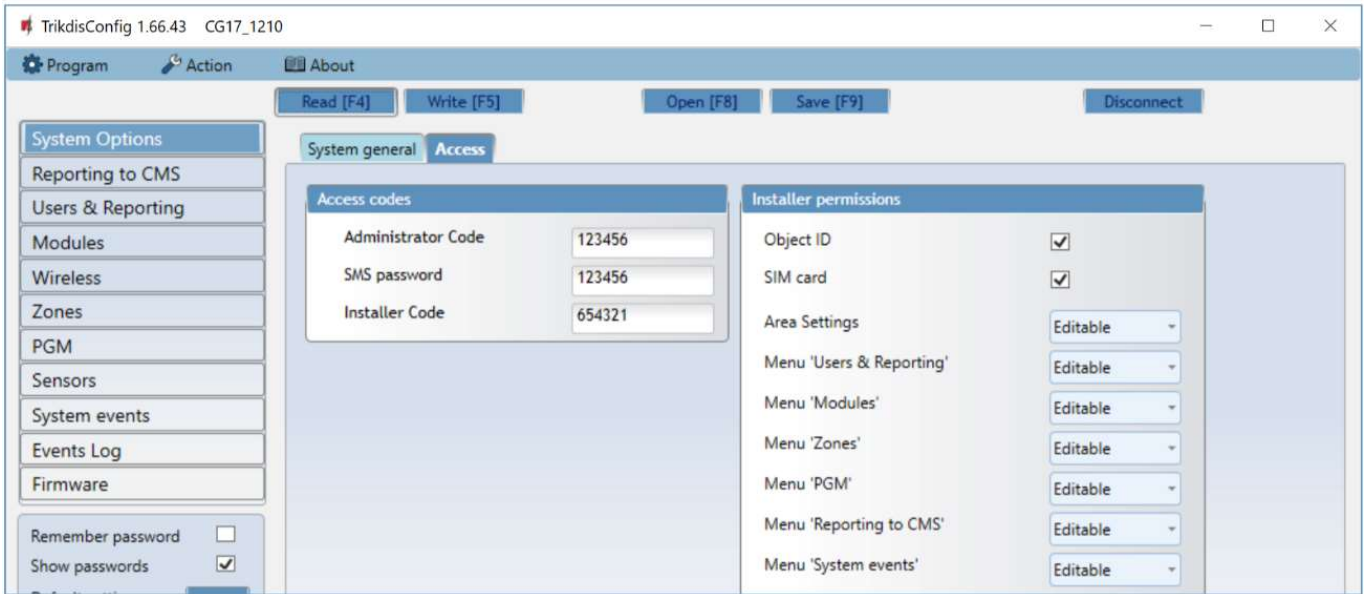 TrikdisConfig 1.66.43 CG17_1210
Program Action About
Read [F4] Write [F5] Open [F8] Save [F9] Disconnect
System Options
Reporting to CMS
Users & Reporting
Modules
Wireless
Zones
PGM
Sensors
System events
Events Log
Firmware
Remember password
Show passwords
System general Access
Access codes
Administrator Code 123456
SMS password 123456
Installer Code 654321
Installer permissions
Object ID
SIM card
Area Settings Editable
Menu 'Users & Reporting' Editable
Menu 'Modules' Editable
Menu 'Zones' Editable
Menu 'PGM' Editable
Menu 'Reporting to CMS' Editable
Menu 'System events' Editable